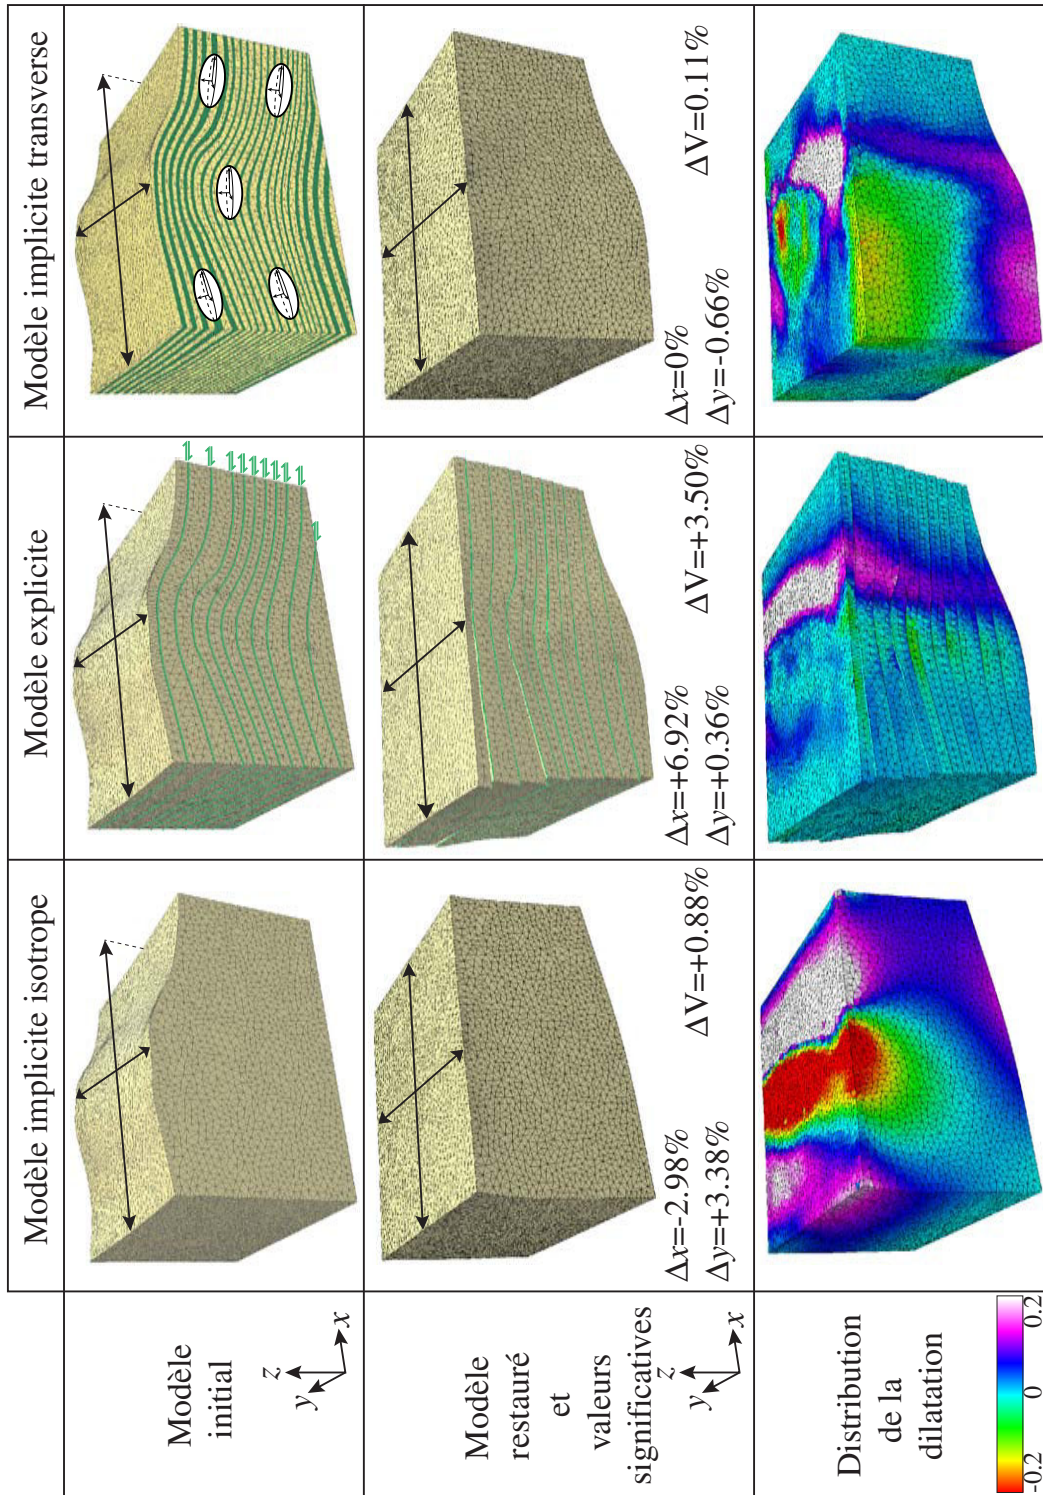 Modèle implicite isotrope
Modèle explicite
Modèle implicite transverse
Modèle
initial
z
y
x
Modèle
restauré
et
valeurs
significatives
z
y
x
Δx=-2.98%
Δy=+3.38%
ΔV=+0.88%
Δx=+6.92%
Δy=+0.36%
ΔV=+3.50%
Δx=0%
Δy=-0.66%
ΔV=0.11%
Distribution
de la
dilatation
-0.2
0
0.2